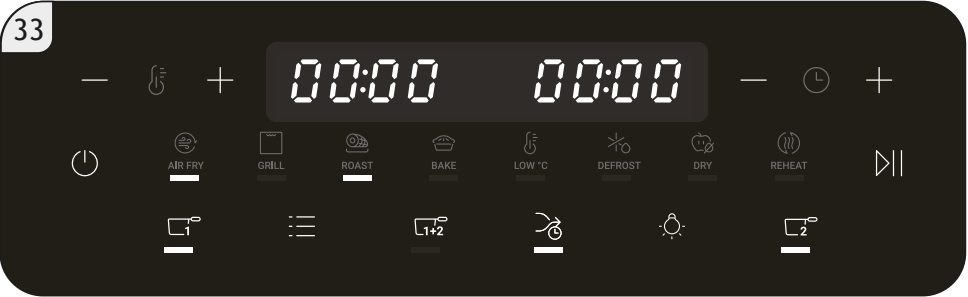 33
00:00 00:00
AIR FRY GRILL ROAST BAKE LOW °C DEFROST DRY REHEAT
1 1+2 2